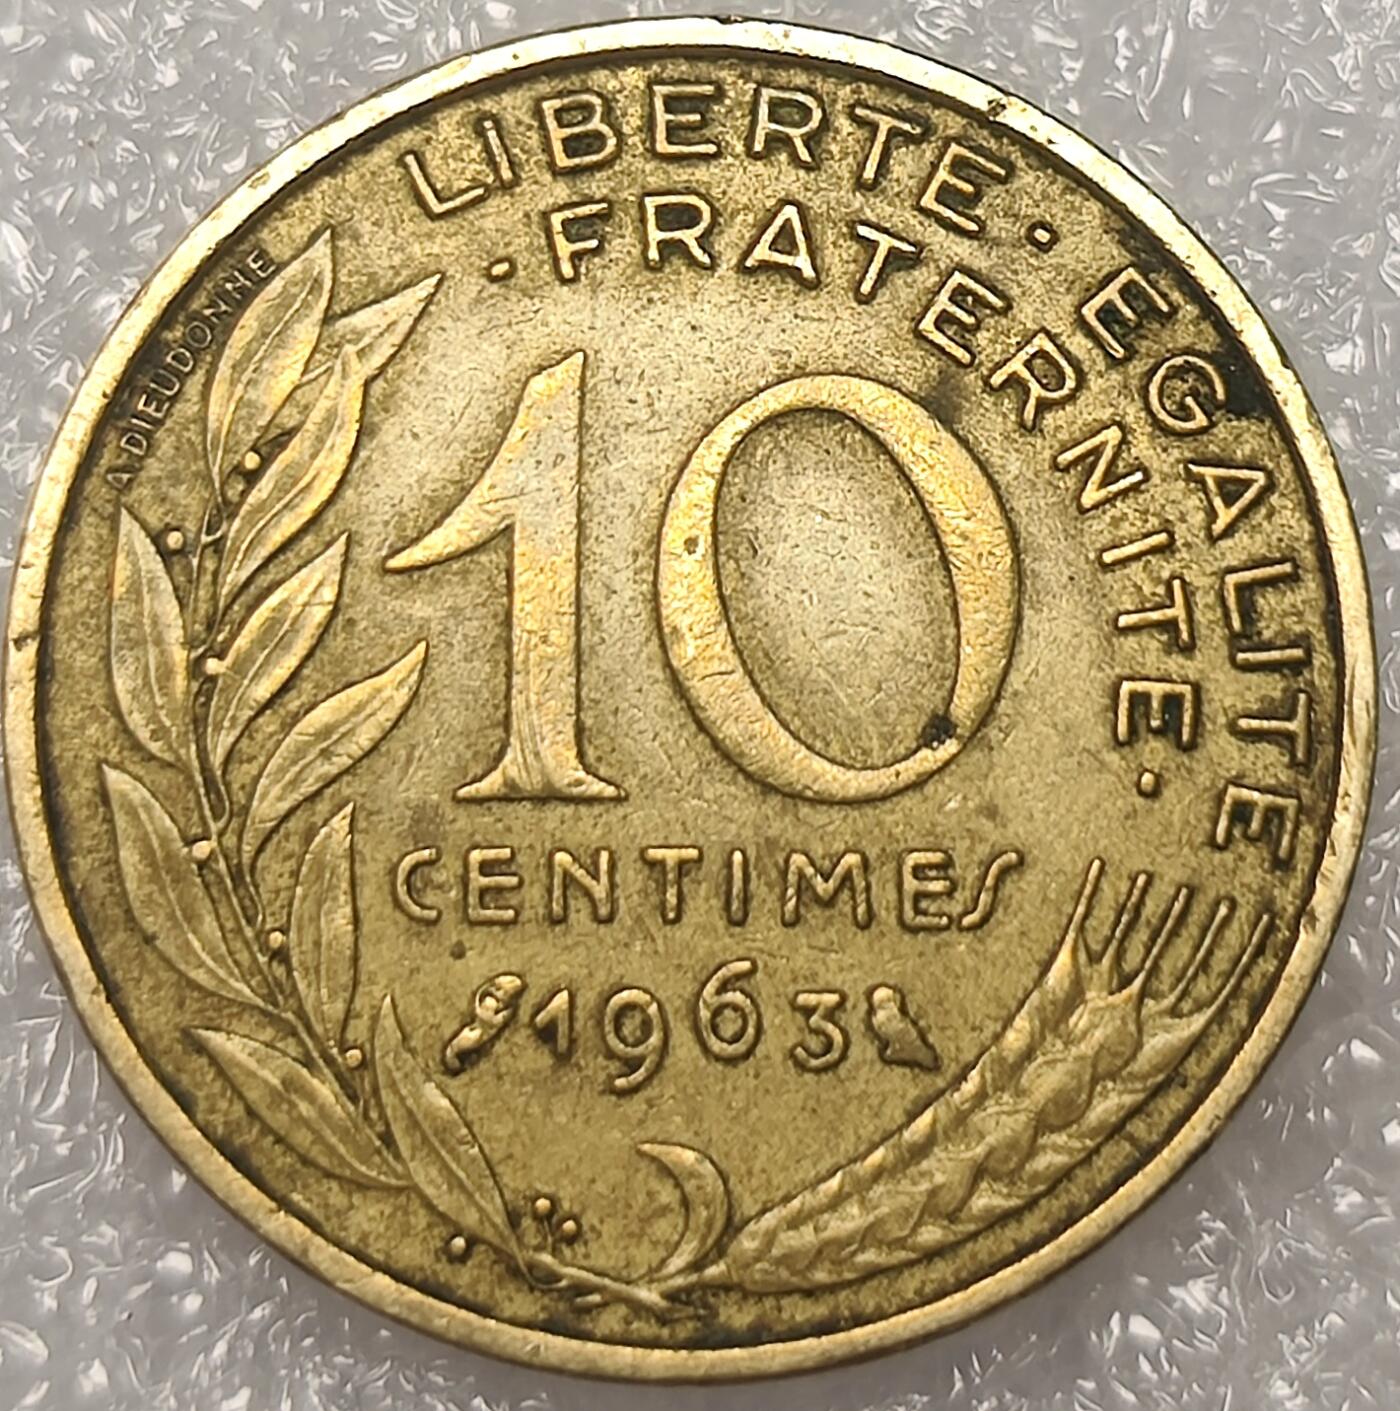 LIBERTE · EGALITE
· FRATERNITE ·
A DIEUDONNE
10
CENTIMES
1963